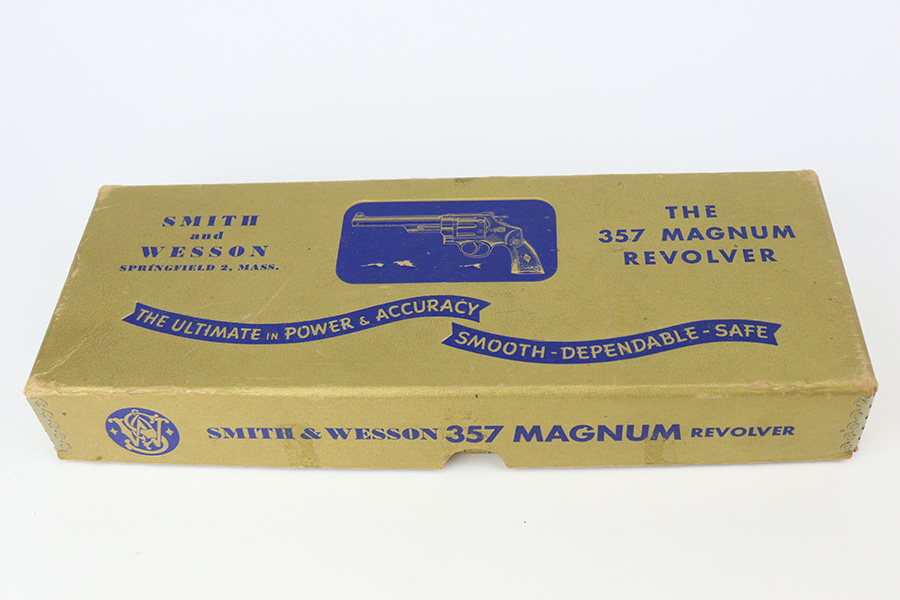 SMITH
and
WESSON
SPRINGFIELD 2, MASS.
THE
357 MAGNUM
REVOLVER
THE ULTIMATE IN POWER & ACCURACY
SMOOTH - DEPENDABLE - SAFE
SW
SMITH & WESSON 357 MAGNUM REVOLVER